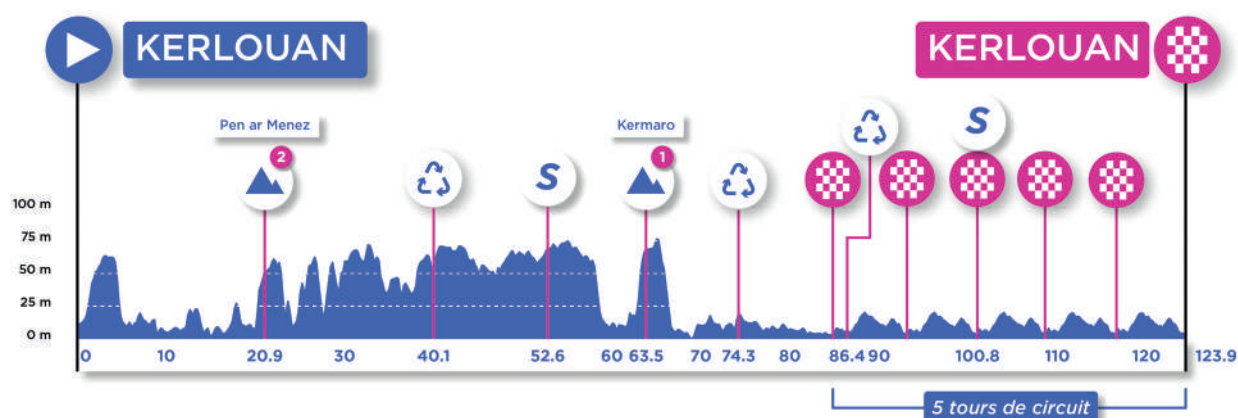 KERLOUAN
KERLOUAN
Pen ar Menez
Kermaro
2
S
1
S
100 m
75 m
50 m
25 m
0 m
0 10 20.9 30 40.1 52.6 60 63.5 70 74.3 80 86.4 90 100.8 110 120 123.9
5 tours de circuit